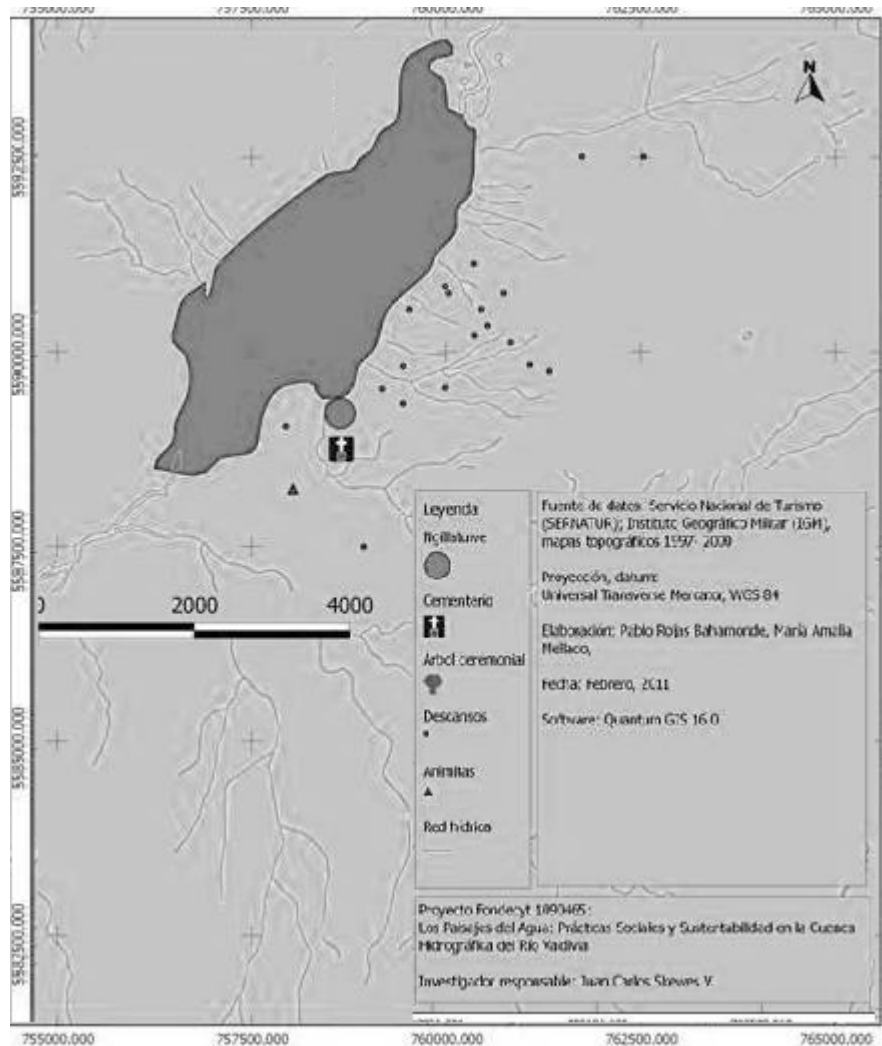 755000.000 757500.000 760000.000 762500.000 765000.000
N
5592500.000
5590000.000
5587500.000
5585000.000
5582500.000
0 2000 4000
Leyenda
Ngillatuwe
Cementerio
Arbol ceremonial
Descansos
Animitas
Red hídrica
Fuente de datos: Servicio Nacional de Turismo
(SERNATUR); Instituto Geográfico Militar (IGM),
mapas topográficos 1997-
Proyección, datum:
Universal Transverse Mercator, WGS 84
Elaboración: Pablo Rojas Bahamonde, María Amalia
Mellaco,
Fecha: Febrero, 2011
Software: Quantum GIS 16.0
Proyecto Fondecyt 1090465:
Los Paisajes del Agua: Prácticas Sociales y Sustentabilidad en la Cuenca
Hidrográfica del Río Valdivia
Investigador responsable: Juan Carlos Skewes V.
755000.000 757500.000 760000.000 762500.000 765000.000